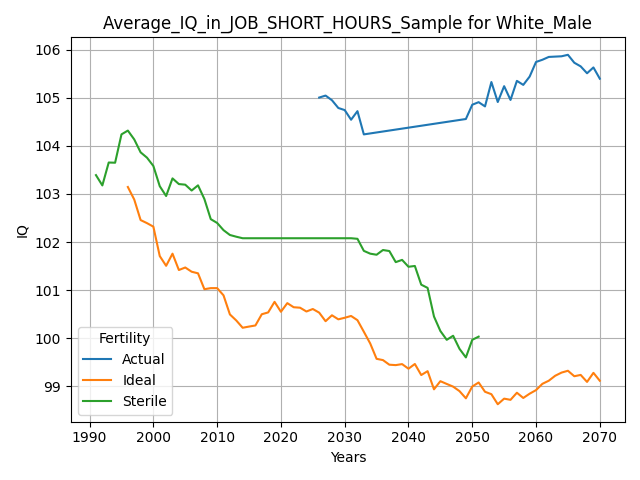 Average_IQ_in_JOB_SHORT_HOURS_Sample for White_Male
106
105
104
103
102
101
100
99
IQ
Fertility
Actual
Ideal
Sterile
1990 2000 2010 2020 2030 2040 2050 2060 2070
Years